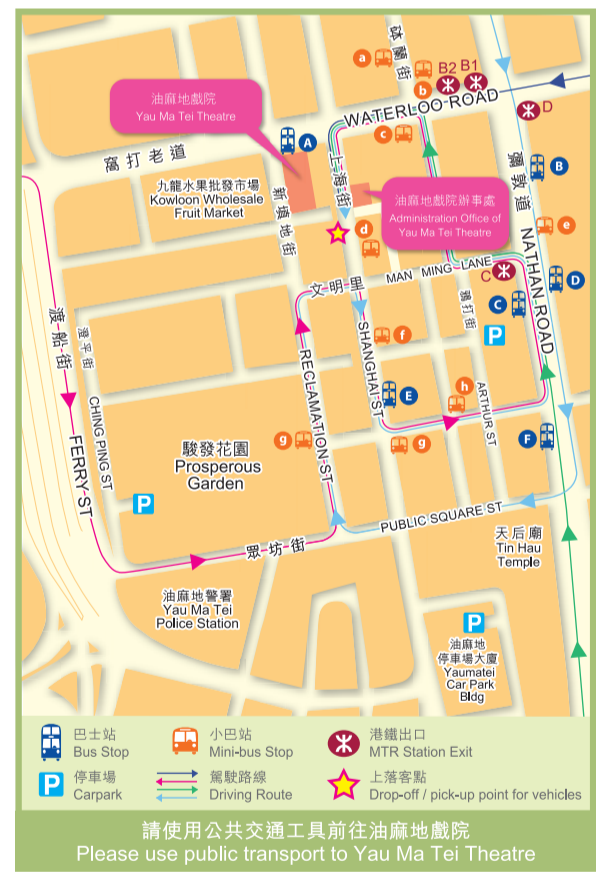 砵蘭街
a
b
B2
B1
D
WATERLOO ROAD
油麻地戲院
Yau Ma Tei Theatre
A
c
窩打老道
上海街
彌敦道
B
九龍水果批發市場
Kowloon Wholesale
Fruit Market
新填地街
油麻地戲院辦事處
Administration Office of
Yau Ma Tei Theatre
d
e
NATHAN ROAD
文明里
MAN MING LANE
C
D
渡船街
澄平街
鴉打街
C
P
SHANGHAI ST
f
RECLAMATION ST
E
h
ARTHUR ST
CHING PING ST
FERRY ST
駿發花園
Prosperous
Garden
g
g
F
P
PUBLIC SQUARE ST
眾坊街
天后廟
Tin Hau
Temple
油麻地警署
Yau Ma Tei
Police Station
P
油麻地
停車場大廈
Yaumatei
Car Park
Bldg
巴士站
Bus Stop
小巴站
Mini-bus Stop
港鐵出口
MTR Station Exit
P
停車場
Carpark
駕駛路線
Driving Route
上落客點
Drop-off / pick-up point for vehicles
請使用公共交通工具前往油麻地戲院
Please use public transport to Yau Ma Tei Theatre